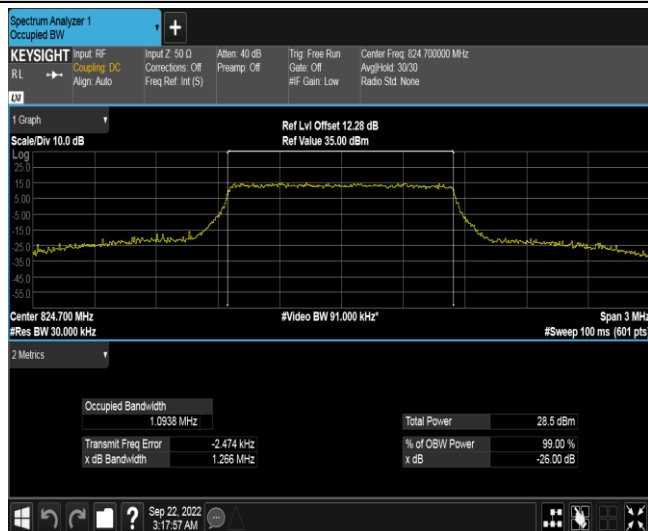 Spectrum Analyzer 1
Occupied BW
+
KEYSIGHT
RL
LXI
Input: RF
Coupling: DC
Align: Auto
Input Z: 50 Ω
Corrections: Off
Freq Ref: Int (S)
Atten: 40 dB
Preamp: Off
Trig: Free Run
Gate: Off
#IF Gain: Low
Center Freq: 824.700000 MHz
Avg|Hold: 30/30
Radio Std: None
1 Graph
Scale/Div 10.0 dB
Ref Lvl Offset 12.28 dB
Ref Value 35.00 dBm
Log
25.0
15.0
5.00
-5.00
-15.0
-25.0
-35.0
-45.0
-55.0
Center 824.700 MHz
#Res BW 30.000 kHz
#Video BW 91.000 kHz*
Span 3 MHz
#Sweep 100 ms (601 pts)
2 Metrics
Occupied Bandwidth
1.0938 MHz
Transmit Freq Error -2.474 kHz
x dB Bandwidth 1.266 MHz
Total Power 28.5 dBm
% of OBW Power 99.00 %
x dB -26.00 dB
?
Sep 22, 2022
3:17:57 AM